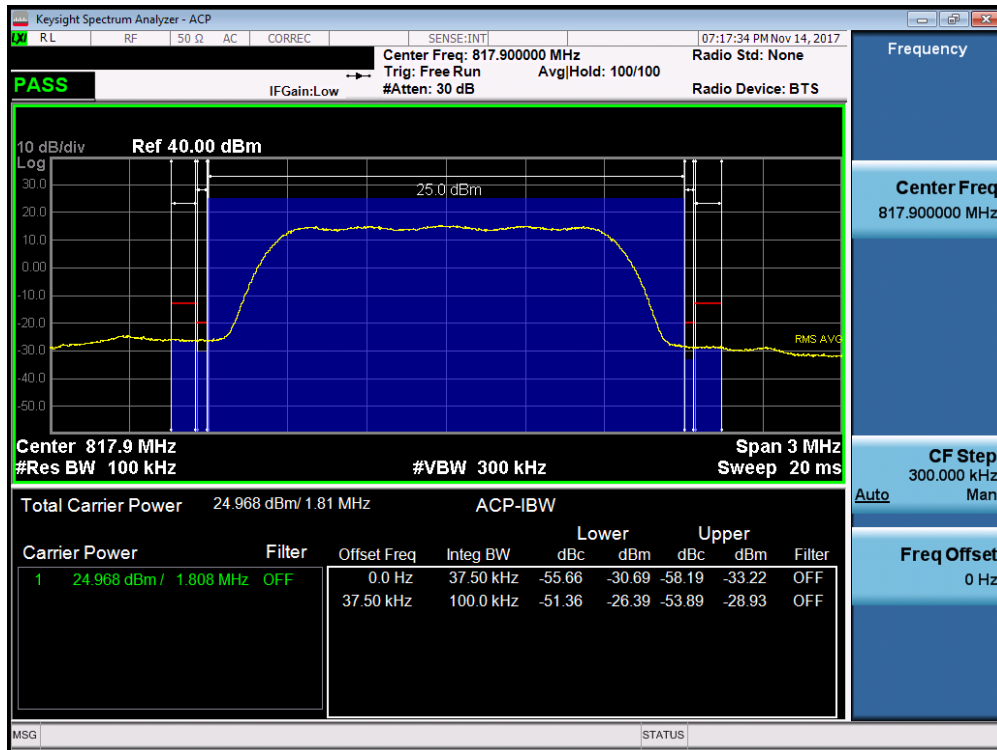 Keysight Spectrum Analyzer - ACP
LXI RL RF 50 Ω AC CORREC SENSE:INT 07:17:34 PM Nov 14, 2017
Center Freq: 817.900000 MHz Radio Std: None
Trig: Free Run Avg|Hold: 100/100
PASS IFGain:Low #Atten: 30 dB Radio Device: BTS
Frequency
10 dB/div Ref 40.00 dBm
Log
30.0
20.0
10.0
0.00
-10.0
-20.0
-30.0
-40.0
-50.0
25.0 dBm
RMS AVG
Center 817.9 MHz Span 3 MHz
#Res BW 100 kHz #VBW 300 kHz Sweep 20 ms
Total Carrier Power 24.968 dBm/ 1.81 MHz ACP-IBW
Lower Upper
Carrier Power Filter Offset Freq Integ BW dBc dBm dBc dBm Filter
1 24.968 dBm / 1.808 MHz OFF 0.0 Hz 37.50 kHz -55.66 -30.69 -58.19 -33.22 OFF
37.50 kHz 100.0 kHz -51.36 -26.39 -53.89 -28.93 OFF
Center Freq
817.900000 MHz
CF Step
300.000 kHz
Auto Man
Freq Offset
0 Hz
MSG STATUS